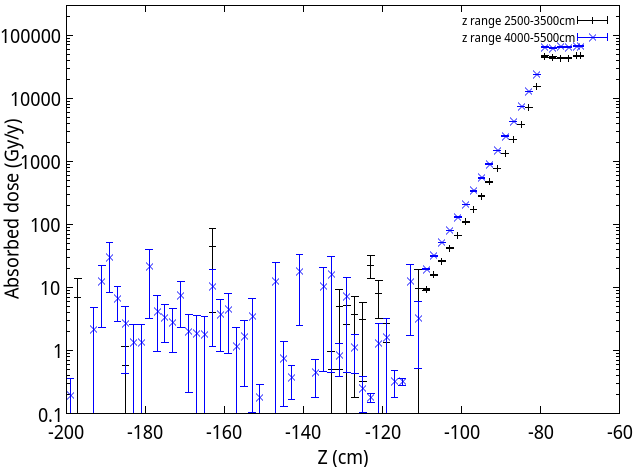 z range 2500-3500cm
z range 4000-5500cm
Absorbed dose (Gy/y)
100000
10000
1000
100
10
1
0.1
-200 -180 -160 -140 -120 -100 -80 -60
Z (cm)